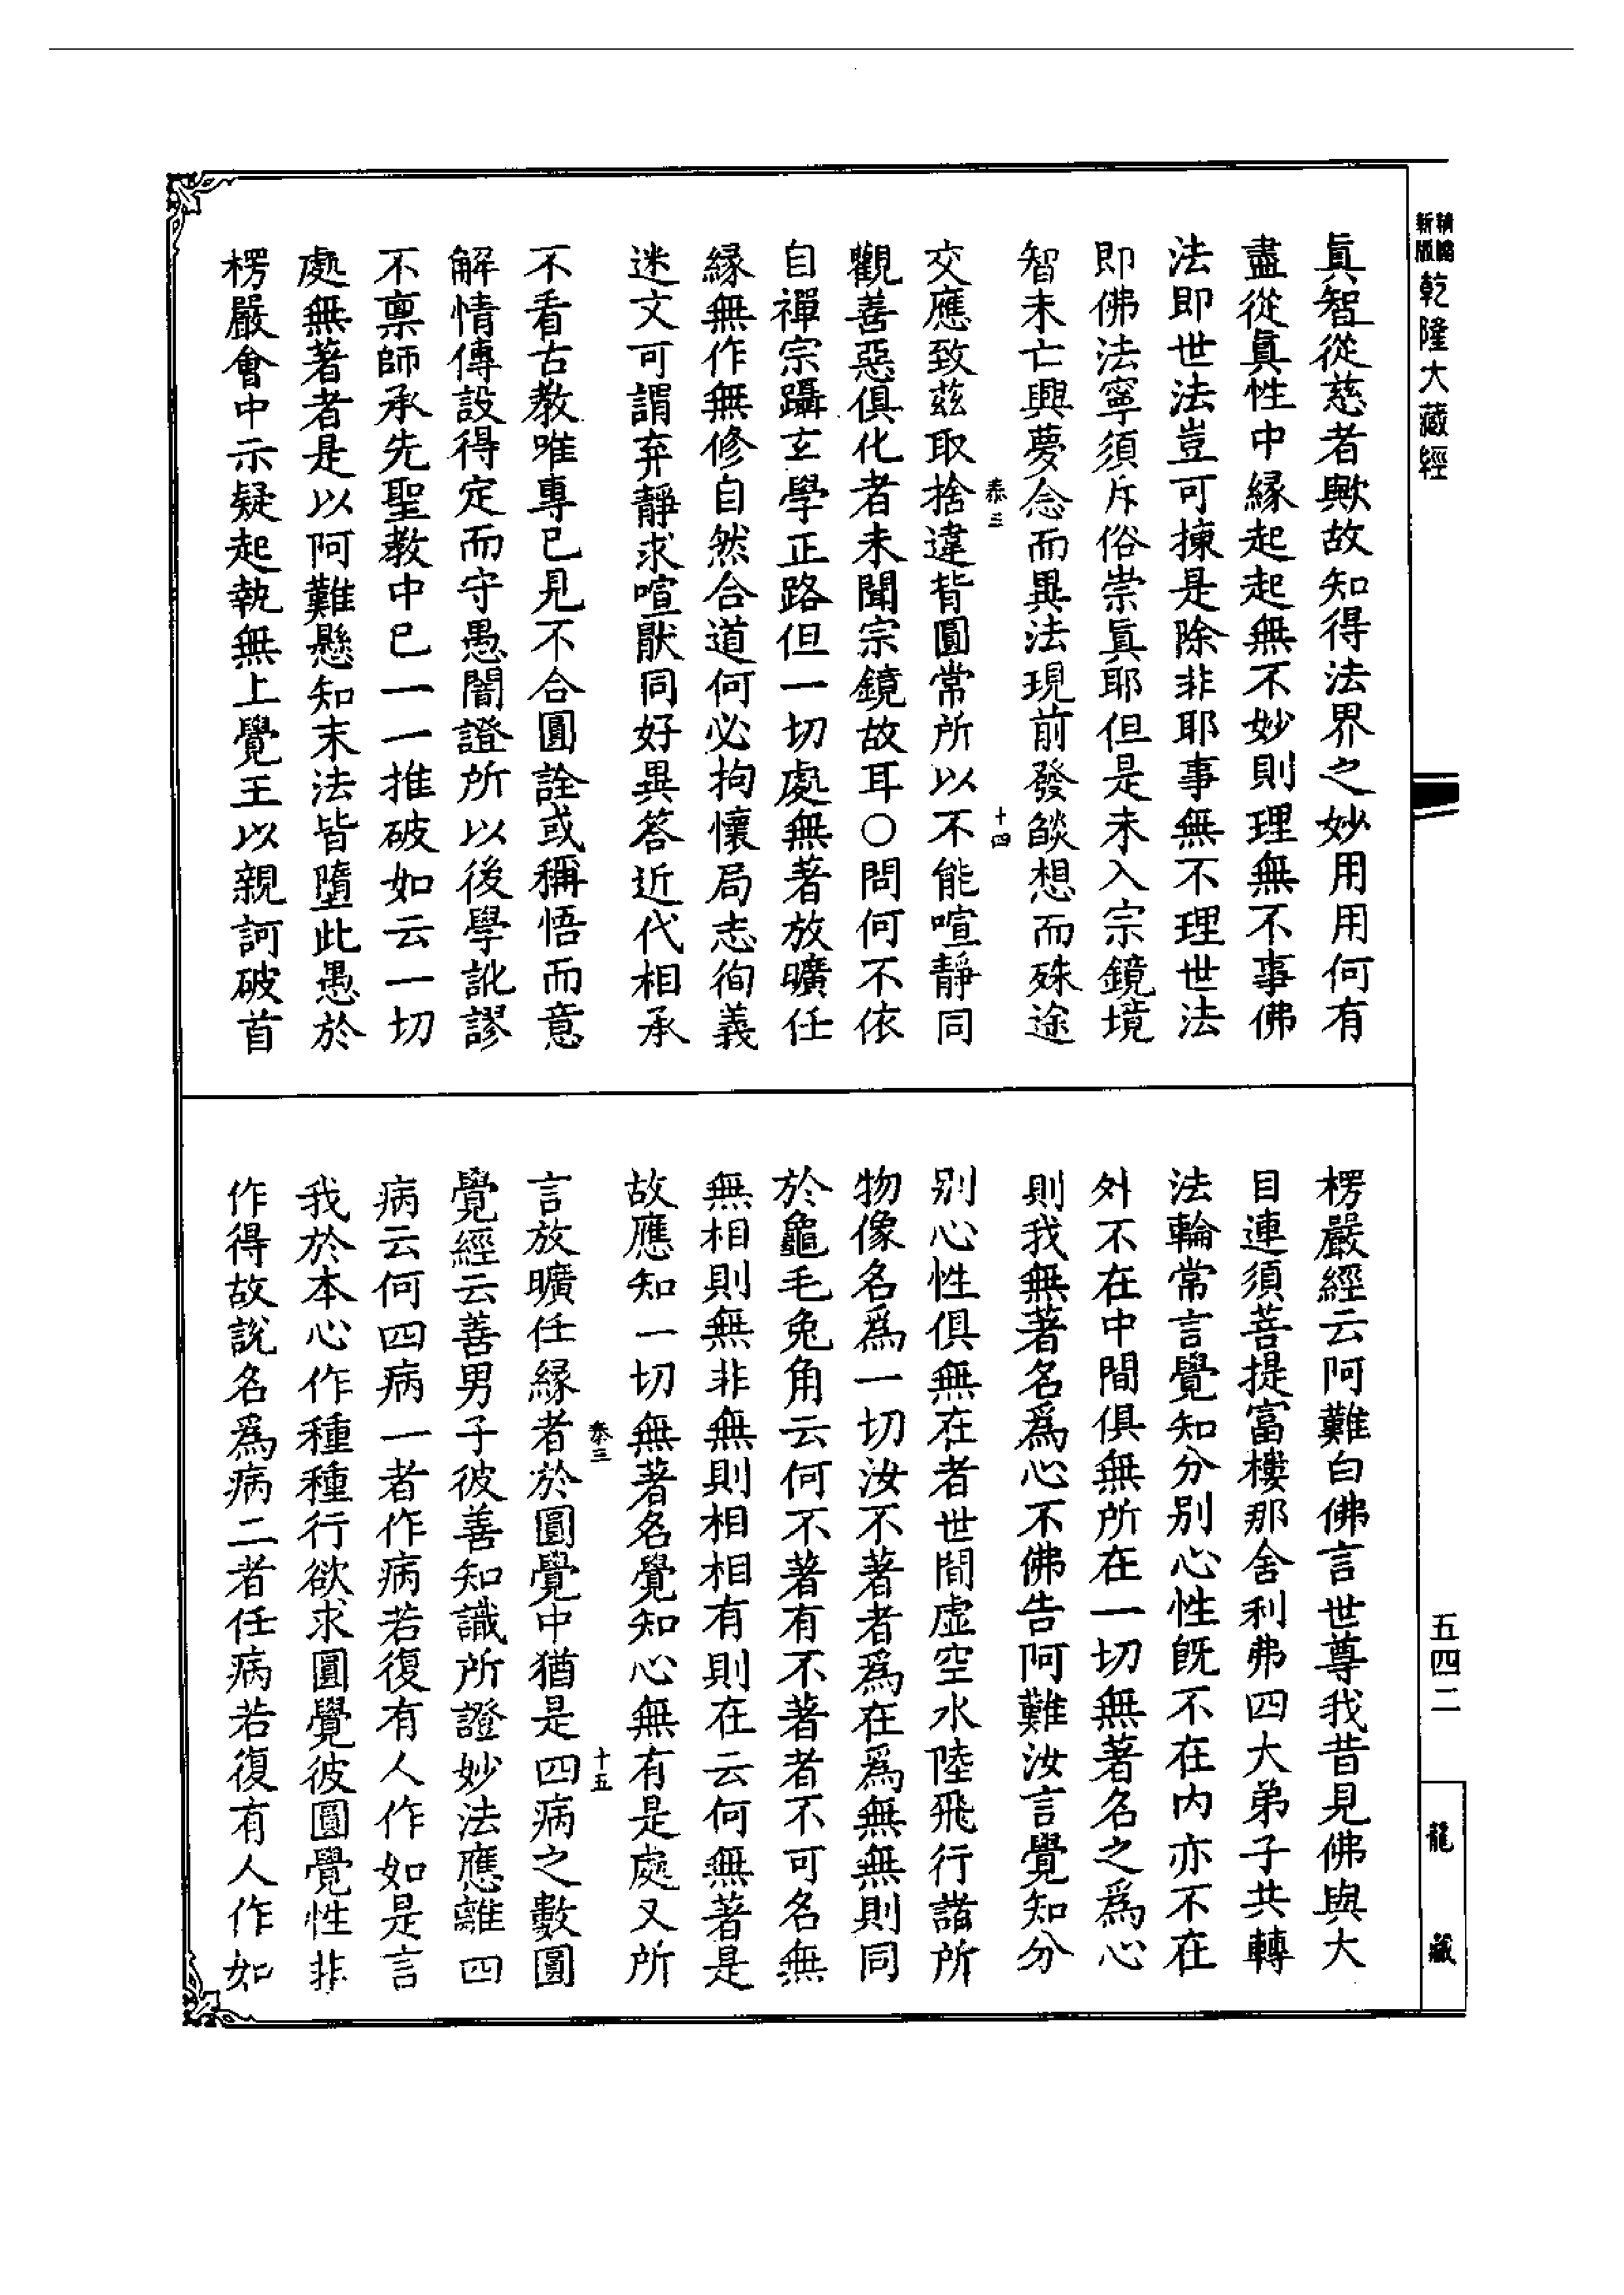 新版精縮
乾隆大藏經
五四二
龍藏
眞智從慈者歟故知得法界之妙用用何有
盡從眞性中緣起起無不妙則理無不事佛
法即世法豈可揀是除非耶事無不理世法
即佛法寧須斥俗崇眞耶但是未入宗鏡境
智未亡興夢念而異法現前發燄想而殊途
泰三
十四
交應致茲取捨違背圓常所以不能喧靜同
觀善惡俱化者未聞宗鏡故耳〇問何不依
自禪宗躡玄學正路但一切處無著放曠任
緣無作無修自然合道何必拘懷局志徇義
迷文可謂弃靜求喧厭同好異答近代相承
不看古教唯專已見不合圓詮或稱悟而意
解情傳設得定而守愚闇證所以後學訛謬
不禀師承先聖教中已一一推破如云一切
處無著者是以阿難懸知末法皆墮此愚於
楞嚴會中示疑起執無上覺王以親訶破首
楞嚴經云阿難白佛言世尊我昔見佛與大
目連須菩提富樓那舍利弗四大弟子共轉
法輪常言覺知分別心性既不在內亦不在
外不在中間俱無所在一切無著名之爲心
則我無著名爲心不佛告阿難汝言覺知分
別心性俱無在者世間虛空水陸飛行諸所
物像名爲一切汝不著者爲在爲無無則同
於龜毛兔角云何不著有不著者不可名無
無相則無非無則相相有則在云何無著是
故應知一切無著名覺知心無有是處又所
泰三
十五
言放曠任緣者於圓覺中猶是四病之數圓
覺經云善男子彼善知識所證妙法應離四
病云何四病一者作病若復有人作如是言
我於本心作種種行欲求圓覺彼圓覺性非
作得故說名爲病二者任病若復有人作如